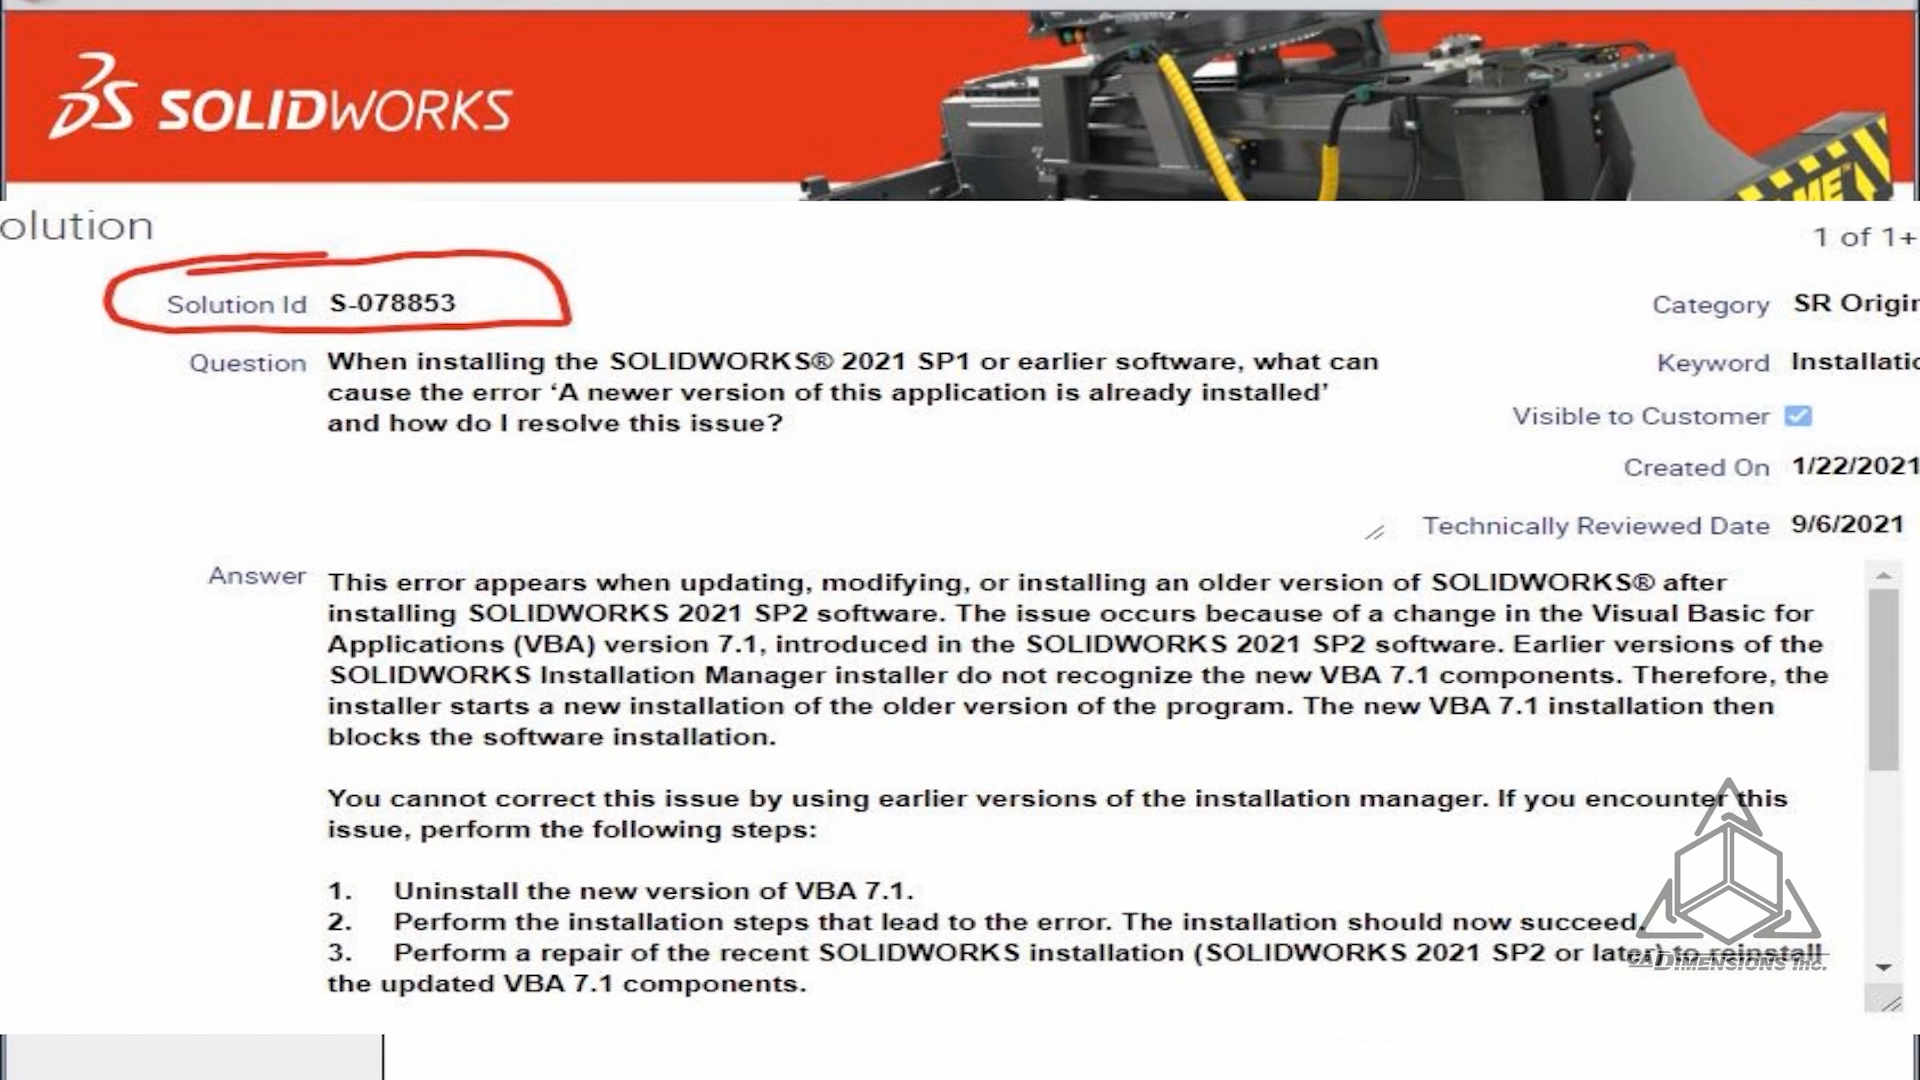 SOLIDWORKS
olution
1 of 1+
Solution Id S-078853
Category SR Origin
Question When installing the SOLIDWORKS® 2021 SP1 or earlier software, what can
cause the error ‘A newer version of this application is already installed’
and how do I resolve this issue?
Keyword Installatio
Visible to Customer
Created On 1/22/2021
Technically Reviewed Date 9/6/2021
Answer This error appears when updating, modifying, or installing an older version of SOLIDWORKS® after
installing SOLIDWORKS 2021 SP2 software. The issue occurs because of a change in the Visual Basic for
Applications (VBA) version 7.1, introduced in the SOLIDWORKS 2021 SP2 software. Earlier versions of the
SOLIDWORKS Installation Manager installer do not recognize the new VBA 7.1 components. Therefore, the
installer starts a new installation of the older version of the program. The new VBA 7.1 installation then
blocks the software installation.
You cannot correct this issue by using earlier versions of the installation manager. If you encounter this
issue, perform the following steps:
1. Uninstall the new version of VBA 7.1.
2. Perform the installation steps that lead to the error. The installation should now succeed.
3. Perform a repair of the recent SOLIDWORKS installation (SOLIDWORKS 2021 SP2 or later) to reinstall
the updated VBA 7.1 components.
CADIMENSIONS INC.